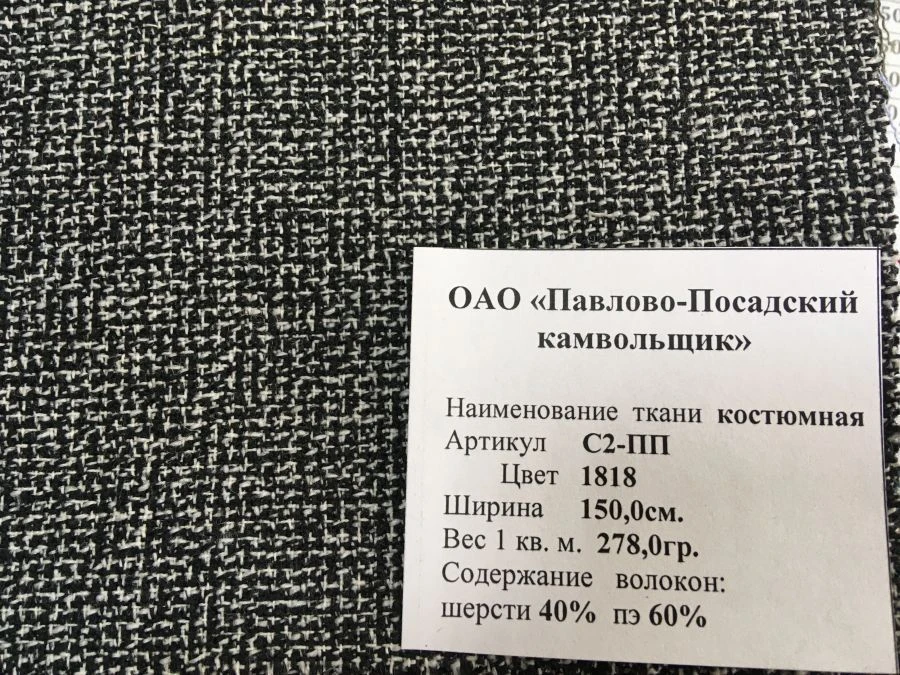 ОАО «Павлово-Посадский
камвольщик»
Наименование ткани костюмная
Артикул С2-ПП
Цвет 1818
Ширина 150,0см.
Вес 1 кв. м. 278,0гр.
Содержание волокон:
шерсти 40% пэ 60%